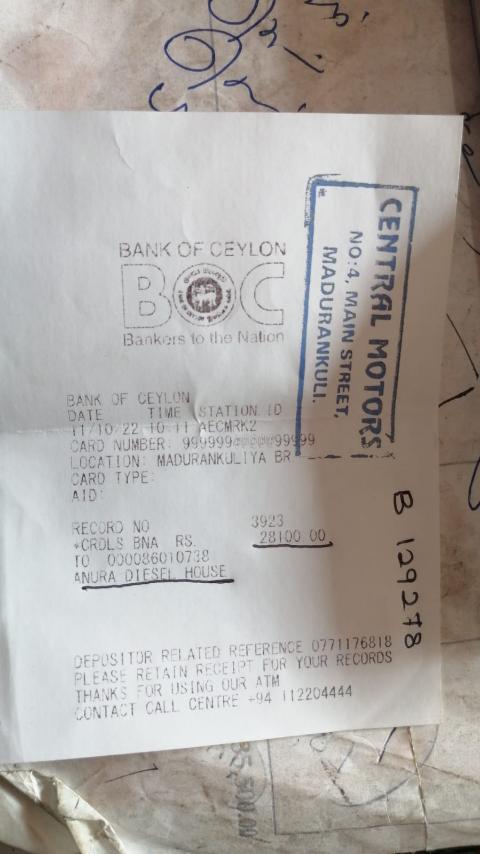 BANK OF CEYLON
BOC
Bankers to the Nation
CENTRAL MOTORS
NO:4, MAIN STREET,
MADURANKULI.
BANK OF CEYLON
DATE TIME STATION ID
11/10/22 10:11 AECMRK2
CARD NUMBER: 999999 99999
LOCATION: MADURANKULIYA BR
CARD TYPE:
AID:
RECORD NO 3923
*CRDLS BNA RS. 28100.00
TO 000086010738
ANURA DIESEL HOUSE
B 129278
DEPOSITOR RELATED REFERENCE 0771176818
PLEASE RETAIN RECEIPT FOR YOUR RECORDS
THANKS FOR USING OUR ATM
CONTACT CALL CENTRE +94 112204444